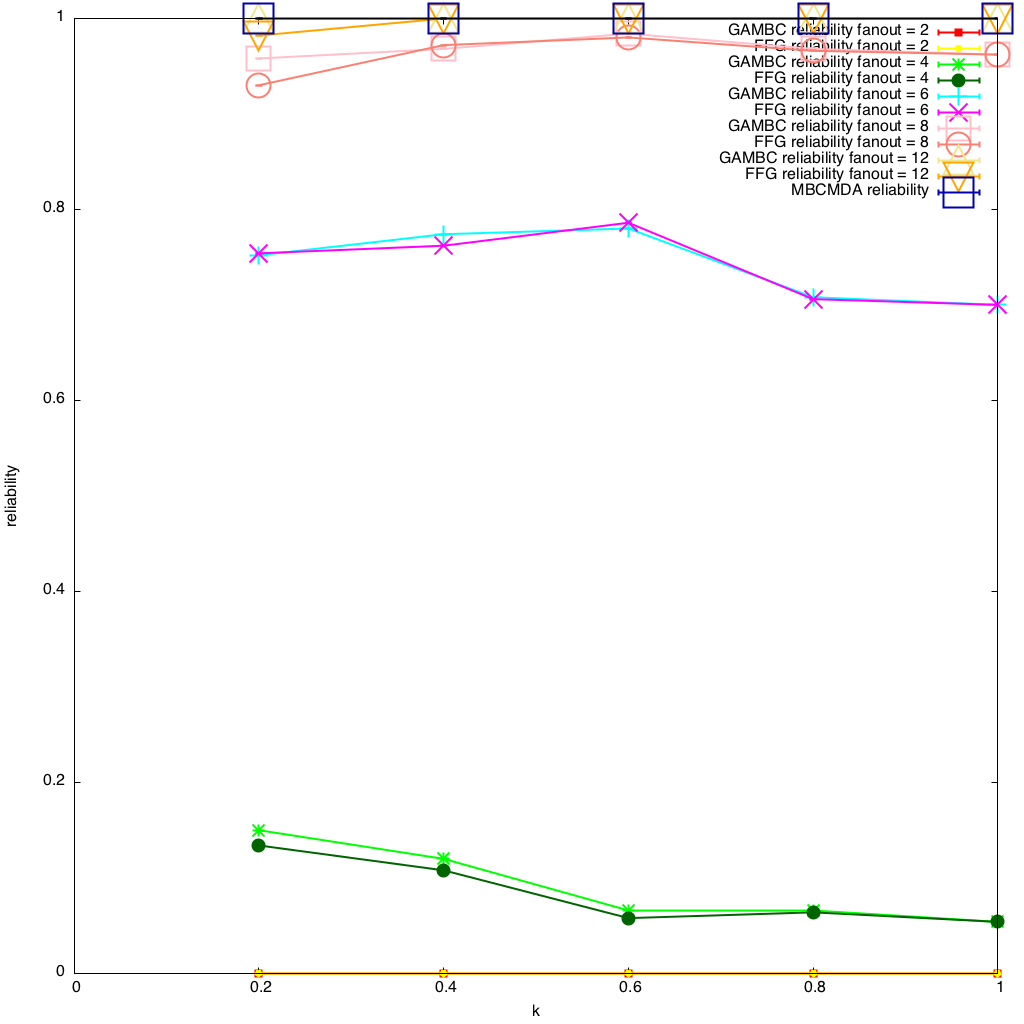 1
0.8
0.6
0.4
0.2
0
reliability
GAMBC reliability fanout = 2
FFG reliability fanout = 2
GAMBC reliability fanout = 4
FFG reliability fanout = 4
GAMBC reliability fanout = 6
FFG reliability fanout = 6
GAMBC reliability fanout = 8
FFG reliability fanout = 8
GAMBC reliability fanout = 12
FFG reliability fanout = 12
MBCMDA reliability
0 0.2 0.4 0.6 0.8 1
k